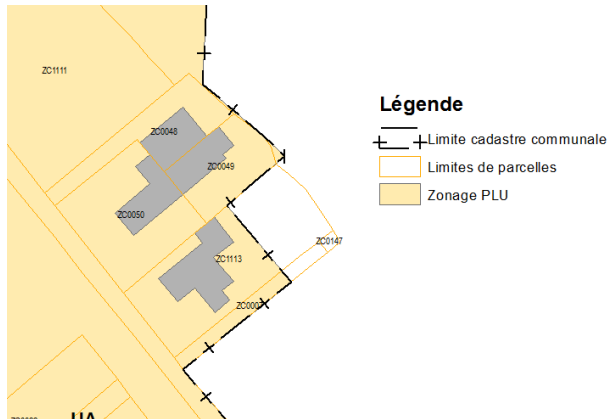 ZC1111
Légende
ZC0048
Limite cadastre communale
ZC0049
Limites de parcelles
Zonage PLU
ZC0050
ZC0147
ZC1113
UA